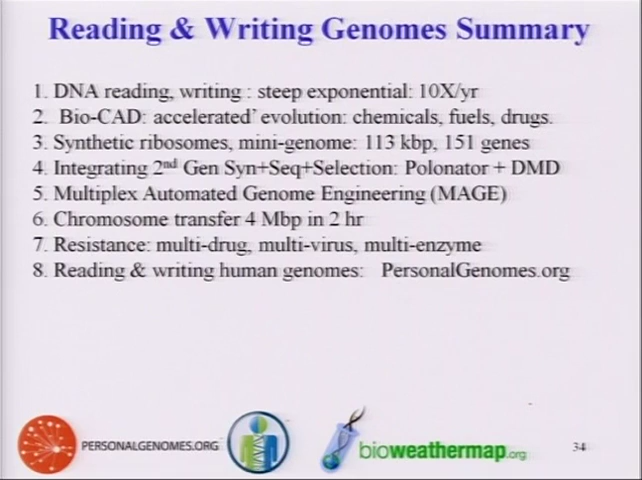 Reading & Writing Genomes Summary
1. DNA reading, writing : steep exponential: 10X/yr
2. Bio-CAD: accelerated' evolution: chemicals, fuels, drugs.
3. Synthetic ribosomes, mini-genome: 113 kbp, 151 genes
4. Integrating 2nd Gen Syn+Seq+Selection: Polonator + DMD
5. Multiplex Automated Genome Engineering (MAGE)
6. Chromosome transfer 4 Mbp in 2 hr
7. Resistance: multi-drug, multi-virus, multi-enzyme
8. Reading & writing human genomes: PersonalGenomes.org
PERSONALGENOMES.ORG
bioweathermap.org
34